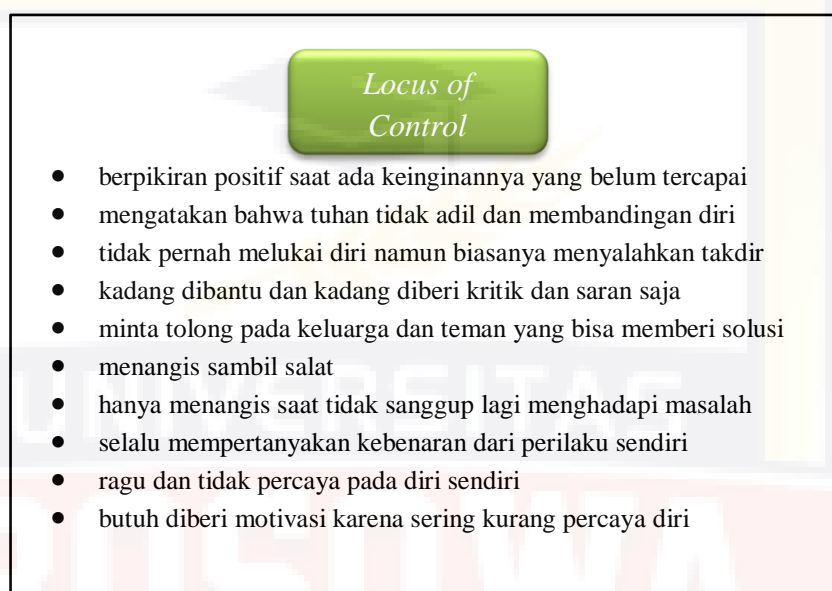 Locus of
Control
• berpikiran positif saat ada keinginannya yang belum tercapai
• mengatakan bahwa tuhan tidak adil dan membandingan diri
• tidak pernah melukai diri namun biasanya menyalahkan takdir
• kadang dibantu dan kadang diberi kritik dan saran saja
• minta tolong pada keluarga dan teman yang bisa memberi solusi
• menangis sambil salat
• hanya menangis saat tidak sanggup lagi menghadapi masalah
• selalu mempertanyakan kebenaran dari perilaku sendiri
• ragu dan tidak percaya pada diri sendiri
• butuh diberi motivasi karena sering kurang percaya diri
UNIVERSITAS
BOSOWA